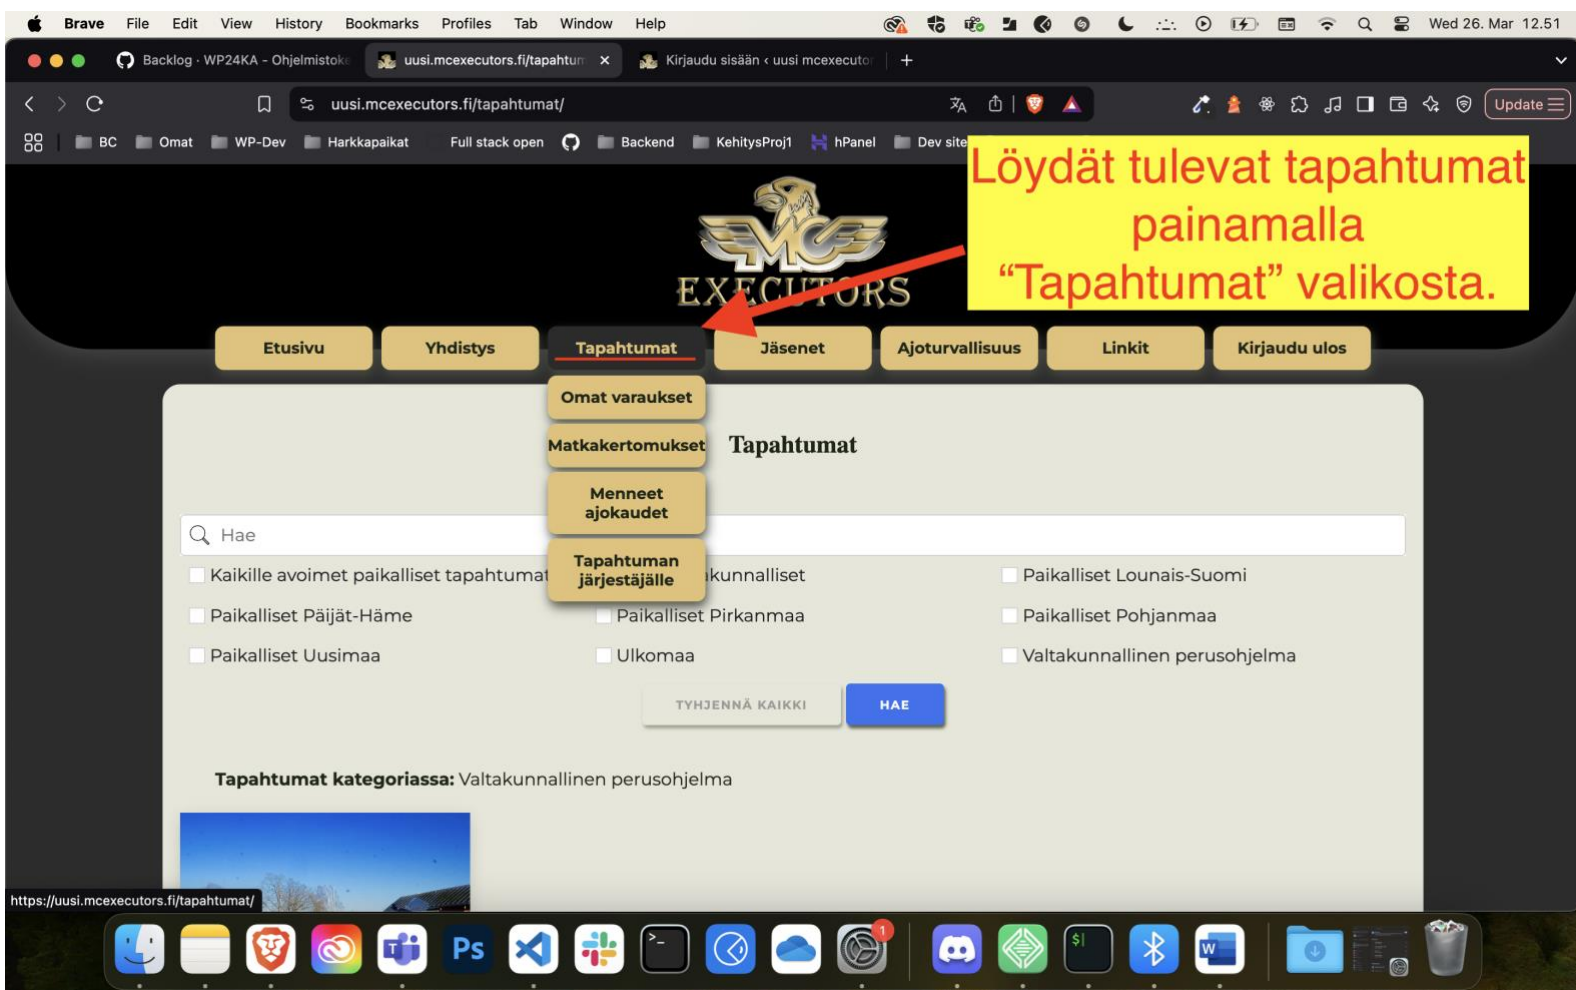 Brave File Edit View History Bookmarks Profiles Tab Window Help Wed 26. Mar 12.51
Backlog · WP24KA - Ohjelmistoke
uusi.mcexecutors.fi/tapahtum
Kirjaudu sisään ‹ uusi mcexecutor
uusi.mcexecutors.fi/tapahtumat/
Update
BC Omat WP-Dev Harkkapaikat Full stack open Backend KehitysProj1 hPanel Dev site
Löydät tulevat tapahtumat
painamalla
“Tapahtumat” valikosta.
MC
EXECUTORS
Etusivu Yhdistys Tapahtumat Jäsenet Ajoturvallisuus Linkit Kirjaudu ulos
Omat varaukset
Matkakertomukset
Menneet
ajokaudet
Tapahtuman
järjestäjälle
Tapahtumat
Hae
Kaikille avoimet paikalliset tapahtumat kunnalliset Paikalliset Lounais-Suomi
Paikalliset Päijät-Häme Paikalliset Pirkanmaa Paikalliset Pohjanmaa
Paikalliset Uusimaa Ulkomaa Valtakunnallinen perusohjelma
TYHJENNÄ KAIKKI HAE
Tapahtumat kategoriassa: Valtakunnallinen perusohjelma
https://uusi.mcexecutors.fi/tapahtumat/
Ps
1
W